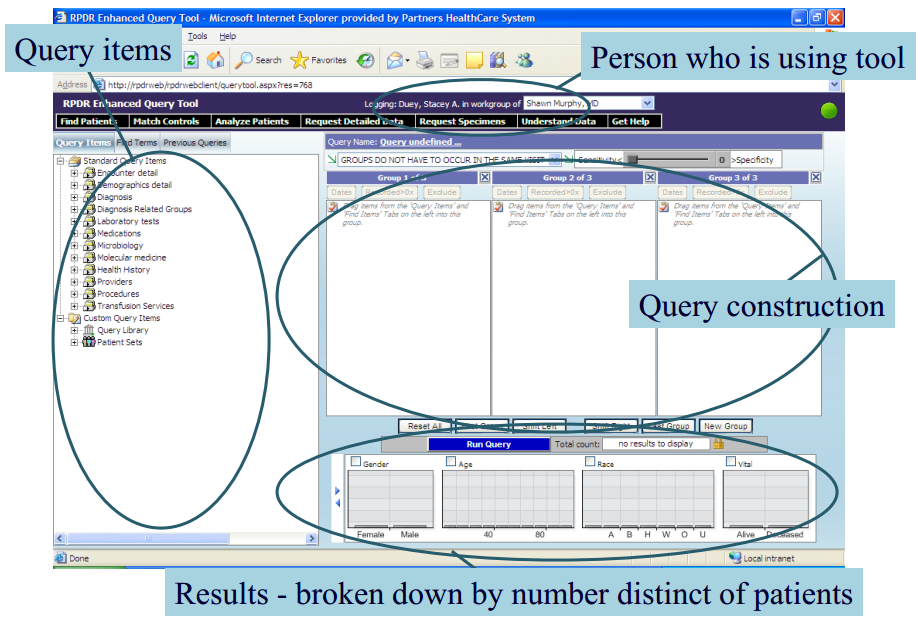 RPDR Enhanced Query Tool - Microsoft Internet Explorer provided by Partners HealthCare System
Query items
Person who is using tool
Tools Help
Search Favorites
Address http://rpdrweb/rpdrwebclient/querytool.aspx?res=768
RPDR Enhanced Query Tool
Logging: Duey, Stacey A. in workgroup of Shawn Murphy, MD
Find Patients Match Controls Analyze Patients Request Detailed Data Request Specimens Understand Data Get Help
Query Items Find Terms Previous Queries
Query Name: Query undefined ...
GROUPS DO NOT HAVE TO OCCUR IN THE SAME VISIT Sensitivity< 0 >Specificity
Group 1 of 3 Group 2 of 3 Group 3 of 3
Dates Recorded>0x Exclude Dates Recorded>0x Exclude Dates Recorded>0x Exclude
Drag items from the 'Query Items' and
'Find Items' Tabs on the left into this
group.
Drag items from the 'Query Items' and
'Find Items' Tabs on the left into this
group.
Drag items from the 'Query Items' and
'Find Items' Tabs on the left into this
group.
Standard Query Items
Encounter detail
Demographics detail
Diagnosis
Diagnosis Related Groups
Laboratory tests
Medications
Microbiology
Molecular medicine
Health History
Providers
Procedures
Transfusion Services
Custom Query Items
Query Library
Patient Sets
Query construction
Reset All Shift Left Shift Right Group New Group
Run Query Total count: no results to display
Gender Age Race Vital
Female Male 40 80 A B H W O U Alive Deceased
Done Local intranet
Results - broken down by number distinct of patients